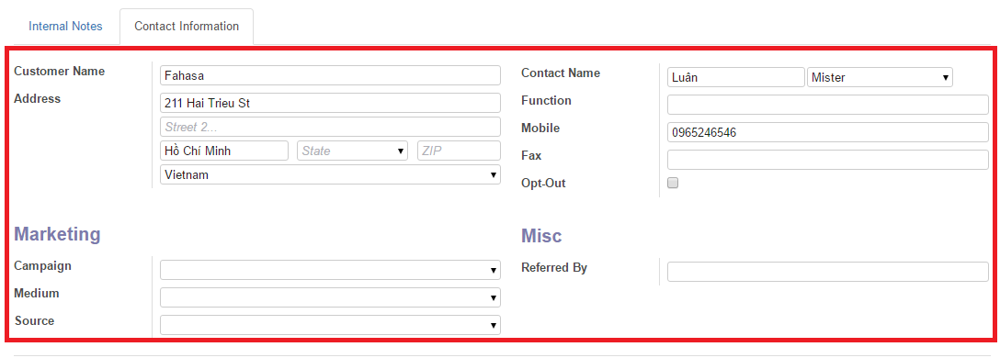 Internal Notes
Contact Information
Customer Name
Fahasa
Address
211 Hai Trieu St
Street 2...
Hồ Chí Minh
State
ZIP
Vietnam
Contact Name
Luân
Mister
Function
Mobile
0965246546
Fax
Opt-Out
Marketing
Campaign
Medium
Source
Misc
Referred By